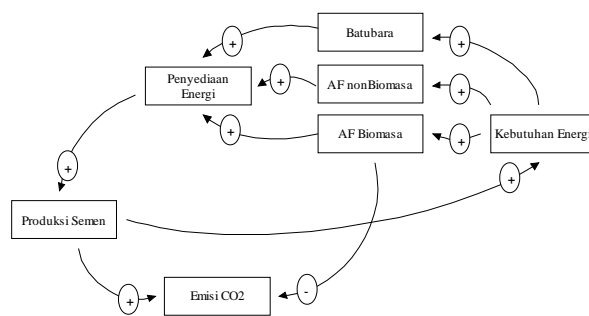 Batubara
+
+
Penyediaan
Energi
+
AF nonBiomasa
+
+
AF Biomasa
+
Kebutuhan Energi
+
+
Produksi Semen
+
Emisi CO2
-